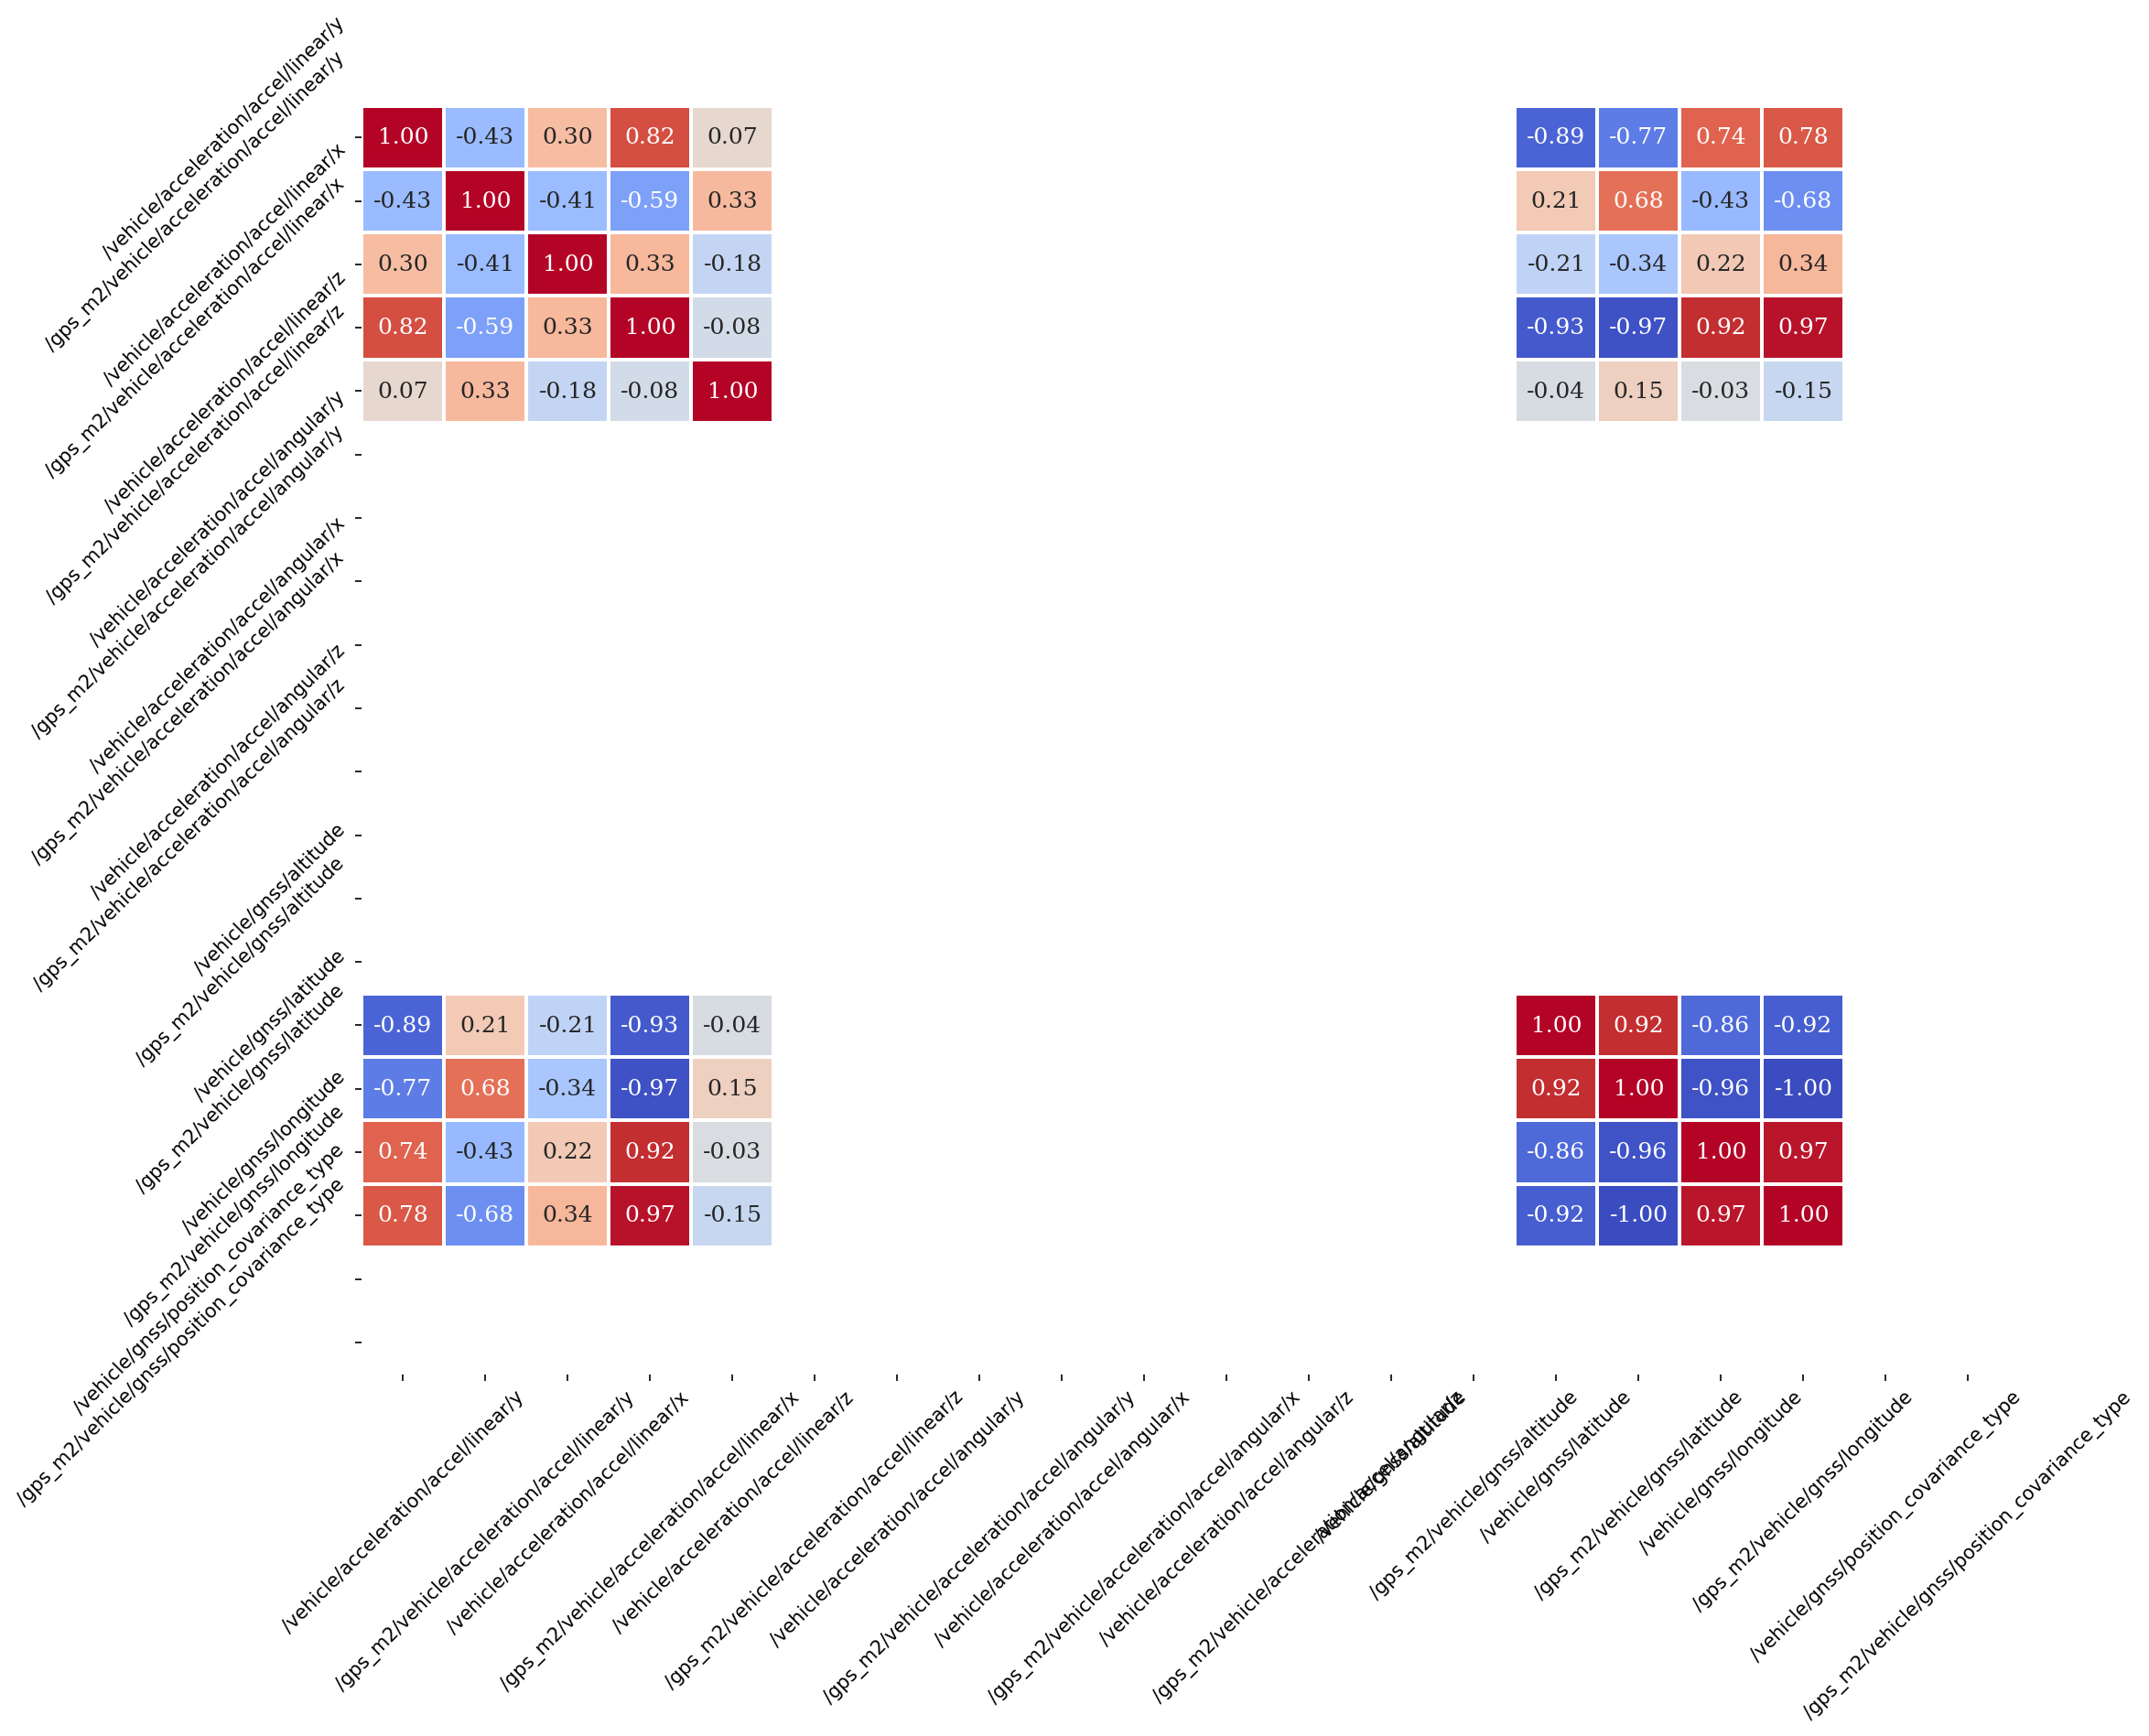 /vehicle/acceleration/accel/linear/y
/gps_m2/vehicle/acceleration/accel/linear/y
/vehicle/acceleration/accel/linear/x
/gps_m2/vehicle/acceleration/accel/linear/x
/vehicle/acceleration/accel/linear/z
/gps_m2/vehicle/acceleration/accel/linear/z
/vehicle/acceleration/accel/angular/y
/gps_m2/vehicle/acceleration/accel/angular/y
/vehicle/acceleration/accel/angular/x
/gps_m2/vehicle/acceleration/accel/angular/x
/vehicle/acceleration/accel/angular/z
/gps_m2/vehicle/acceleration/accel/angular/z
/vehicle/gnss/altitude
/gps_m2/vehicle/gnss/altitude
/vehicle/gnss/latitude
/gps_m2/vehicle/gnss/latitude
/vehicle/gnss/longitude
/gps_m2/vehicle/gnss/longitude
/vehicle/gnss/position_covariance_type
/gps_m2/vehicle/gnss/position_covariance_type
1.00 -0.43 0.30 0.82 0.07 -0.89 -0.77 0.74 0.78
-0.43 1.00 -0.41 -0.59 0.33 0.21 0.68 -0.43 -0.68
0.30 -0.41 1.00 0.33 -0.18 -0.21 -0.34 0.22 0.34
0.82 -0.59 0.33 1.00 -0.08 -0.93 -0.97 0.92 0.97
0.07 0.33 -0.18 -0.08 1.00 -0.04 0.15 -0.03 -0.15
-0.89 0.21 -0.21 -0.93 -0.04 1.00 0.92 -0.86 -0.92
-0.77 0.68 -0.34 -0.97 0.15 0.92 1.00 -0.96 -1.00
0.74 -0.43 0.22 0.92 -0.03 -0.86 -0.96 1.00 0.97
0.78 -0.68 0.34 0.97 -0.15 -0.92 -1.00 0.97 1.00
/vehicle/acceleration/accel/linear/y
/gps_m2/vehicle/acceleration/accel/linear/y
/vehicle/acceleration/accel/linear/x
/gps_m2/vehicle/acceleration/accel/linear/x
/vehicle/acceleration/accel/linear/z
/gps_m2/vehicle/acceleration/accel/linear/z
/vehicle/acceleration/accel/angular/y
/gps_m2/vehicle/acceleration/accel/angular/y
/vehicle/acceleration/accel/angular/x
/gps_m2/vehicle/acceleration/accel/angular/x
/vehicle/acceleration/accel/angular/z
/gps_m2/vehicle/acceleration/accel/angular/z
/vehicle/gnss/altitude
/gps_m2/vehicle/gnss/altitude
/vehicle/gnss/latitude
/gps_m2/vehicle/gnss/latitude
/vehicle/gnss/longitude
/gps_m2/vehicle/gnss/longitude
/vehicle/gnss/position_covariance_type
/gps_m2/vehicle/gnss/position_covariance_type